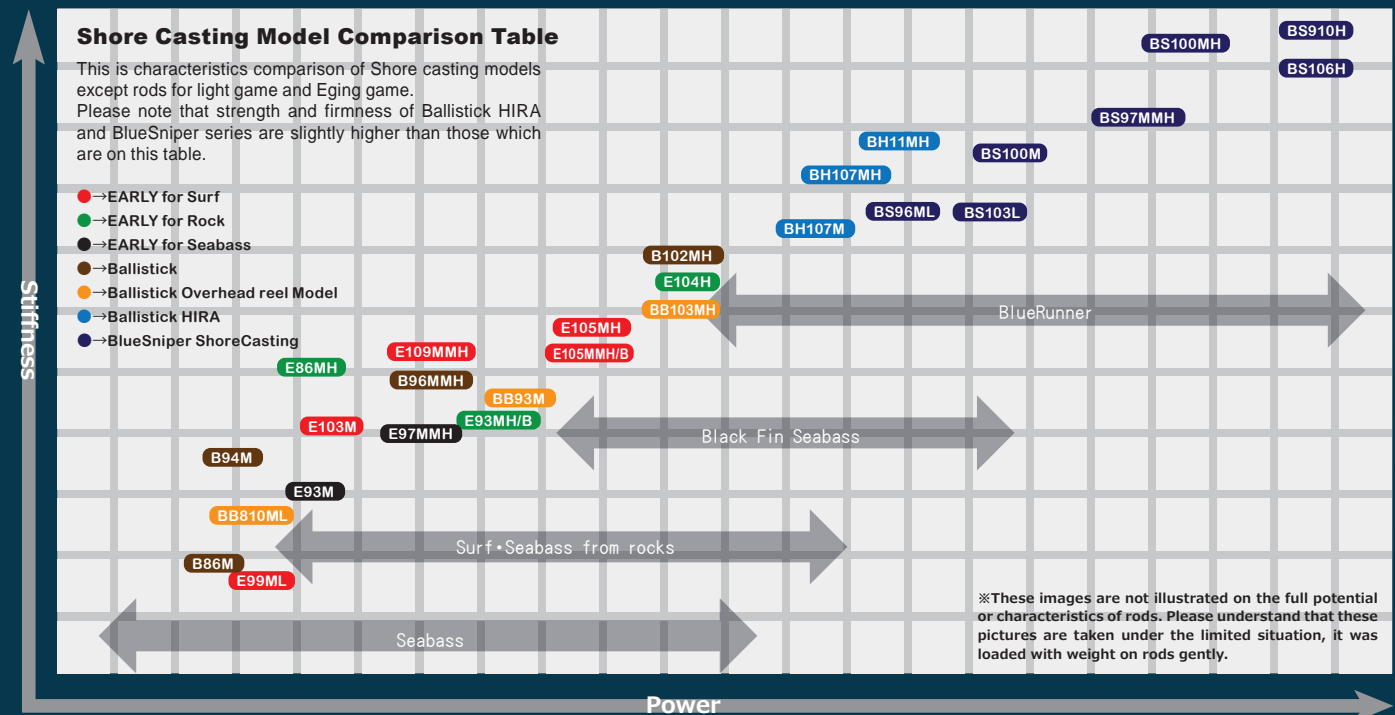 Shore Casting Model Comparison Table
This is characteristics comparison of Shore casting models
except rods for light game and Eging game.
Please note that strength and firmness of Ballistick HIRA
and BlueSniper series are slightly higher than those which
are on this table.
●→EARLY for Surf
●→EARLY for Rock
●→EARLY for Seabass
●→Ballistick
●→Ballistick Overhead reel Model
●→Ballistick HIRA
●→BlueSniper ShoreCasting
BS910H
BS100MH
BS106H
BS97MMH
BH11MH
BS100M
BH107MH
BS96ML
BS103L
BH107M
B102MH
E104H
BB103MH
BlueRunner
E105MH
E109MMH
E105MMH/B
E86MH
B96MMH
BB93M
E93MH/B
E103M
E97MMH
Black Fin Seabass
B94M
E93M
BB810ML
Surf・Seabass from rocks
B86M
E99ML
Seabass
※These images are not illustrated on the full potential
or characteristics of rods. Please understand that these
pictures are taken under the limited situation, it was
loaded with weight on rods gently.
Stiffness
Power